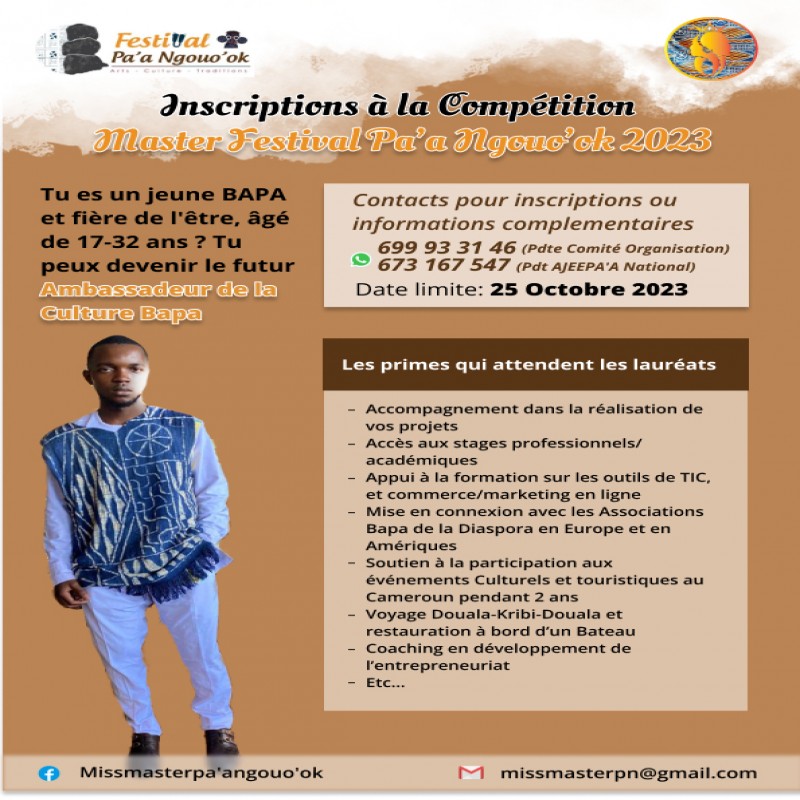 Festival
Pa'a Ngouo'ok
Arts - Culture - Traditions
Inscriptions à la Compétition
Master Festival Pa'a Ngouo'ok 2023
Tu es un jeune BAPA
et fière de l'être, âgé
de 17-32 ans ? Tu
peux devenir le futur
Ambassadeur de la
Culture Bapa
Contacts pour inscriptions ou
informations complementaires
699 93 31 46 (Pdte Comité Organisation)
673 167 547 (Pdt AJEEPA'A National)
Date limite: 25 Octobre 2023
Les primes qui attendent les lauréats
– Accompagnement dans la réalisation de
vos projets
– Accès aux stages professionnels/
académiques
– Appui à la formation sur les outils de TIC,
et commerce/marketing en ligne
– Mise en connexion avec les Associations
Bapa de la Diaspora en Europe et en
Amériques
– Soutien à la participation aux
événements Culturels et touristiques au
Cameroun pendant 2 ans
– Voyage Douala-Kribi-Douala et
restauration à bord d'un Bateau
– Coaching en développement de
l'entrepreneuriat
– Etc...
Missmasterpa'angouo'ok
missmasterpn@gmail.com